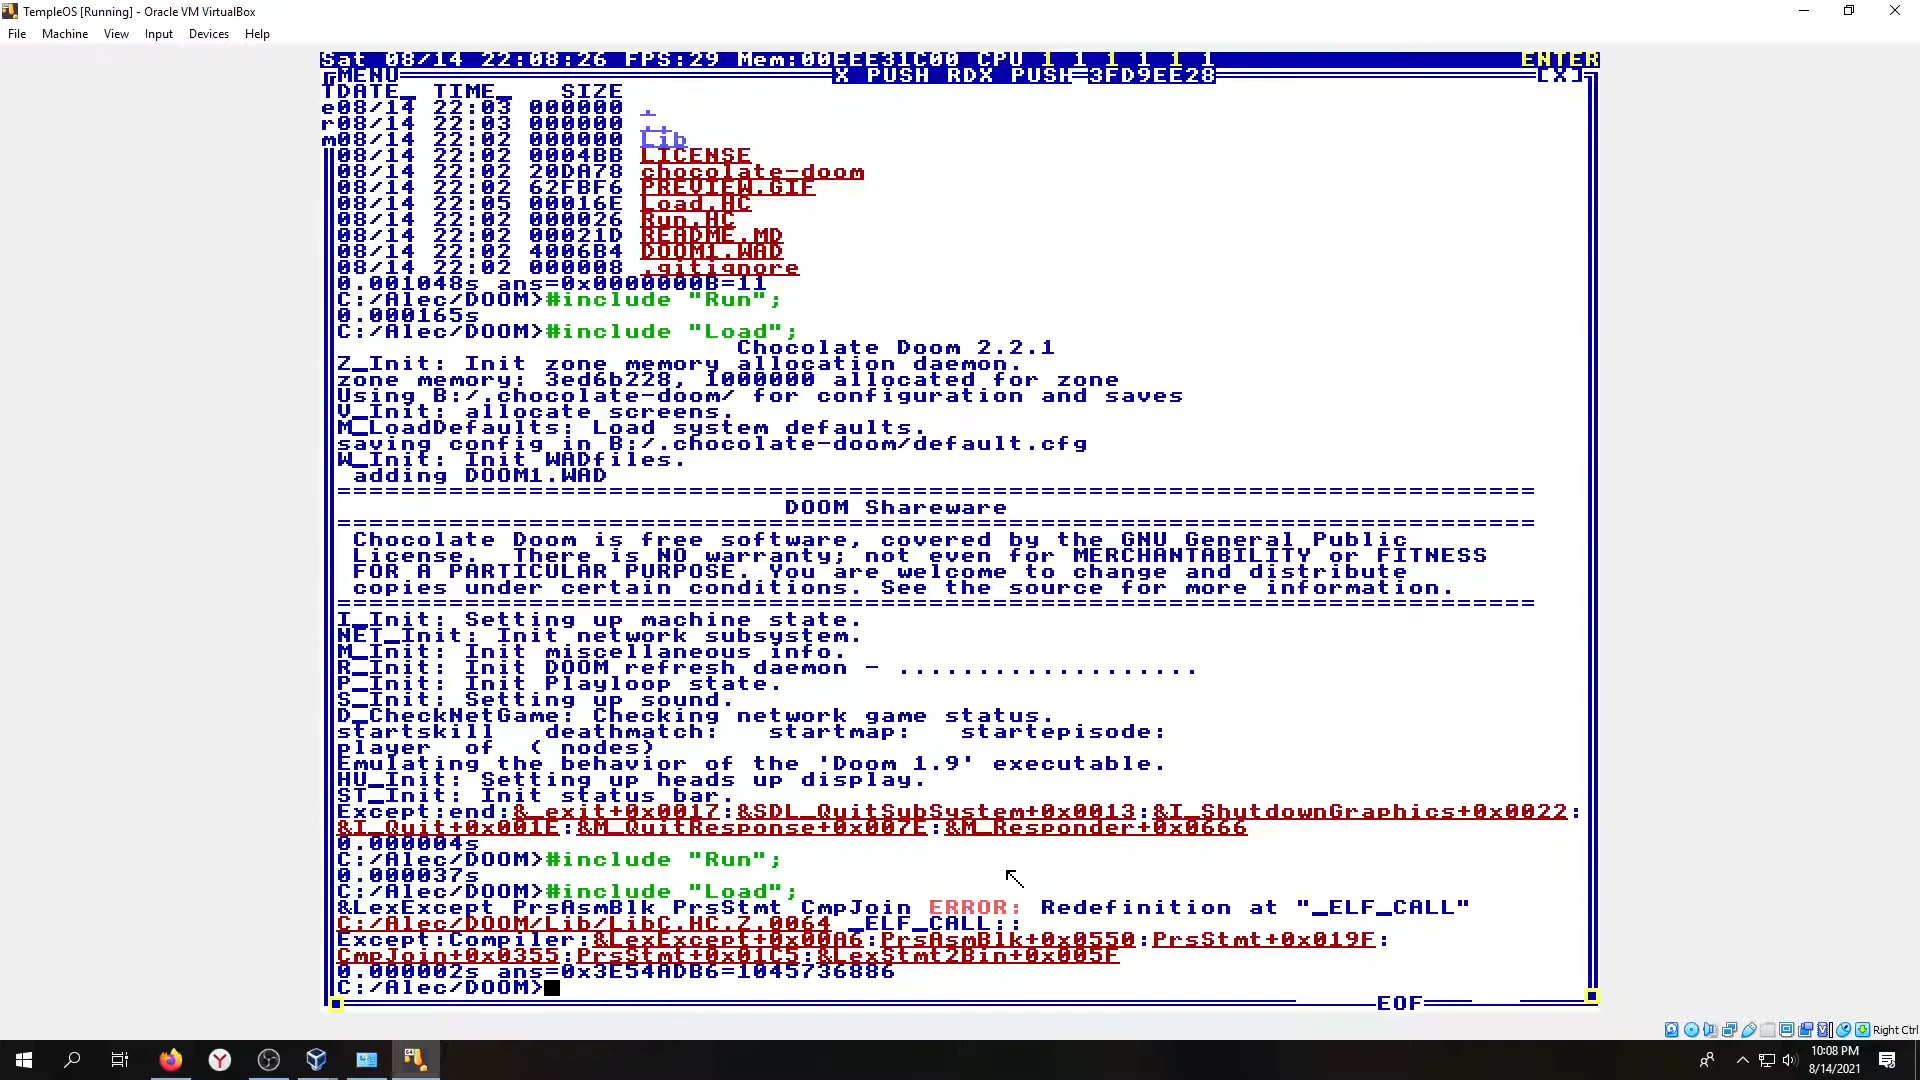 TempleOS [Running] - Oracle VM VirtualBox
File Machine View Input Devices Help
Sat 08/14 22:08:26 FPS:29 Mem:00EEE31C00 CPU 1 1 1 1 1 1 ENTER
MENU X PUSH RDX PUSH 3FD9EE28 [X]
Term
DATE_ TIME_ SIZE
08/14 22:03 000000 .
08/14 22:03 000000 ..
08/14 22:02 000000 Lib
08/14 22:02 0004BB LICENSE
08/14 22:02 20DA78 chocolate-doom
08/14 22:02 62FBF6 PREVIEW.GIF
08/14 22:05 00016E Load.HC
08/14 22:02 000026 Run.HC
08/14 22:02 00021D README.MD
08/14 22:02 4006B4 DOOM1.WAD
08/14 22:02 000008 .gitignore
0.001048s ans=0x0000000B=11
C:/Alec/DOOM>#include "Run";
0.000165s
C:/Alec/DOOM>#include "Load";
Chocolate Doom 2.2.1
Z_Init: Init zone memory allocation daemon.
zone memory: 3ed6b228, 1000000 allocated for zone
Using B:/.chocolate-doom/ for configuration and saves
V_Init: allocate screens.
M_LoadDefaults: Load system defaults.
saving config in B:/.chocolate-doom/default.cfg
W_Init: Init WADfiles.
adding DOOM1.WAD
===========================================================================
DOOM Shareware
===========================================================================
Chocolate Doom is free software, covered by the GNU General Public
License. There is NO warranty; not even for MERCHANTABILITY or FITNESS
FOR A PARTICULAR PURPOSE. You are welcome to change and distribute
copies under certain conditions. See the source for more information.
===========================================================================
I_Init: Setting up machine state.
NET_Init: Init network subsystem.
M_Init: Init miscellaneous info.
R_Init: Init DOOM refresh daemon - ...................
P_Init: Init Playloop state.
S_Init: Setting up sound.
D_CheckNetGame: Checking network game status.
startskill deathmatch: startmap: startepisode:
player of ( nodes)
Emulating the behavior of the 'Doom 1.9' executable.
HU_Init: Setting up heads up display.
ST_Init: Init status bar.
Except:end:&_exit+0x0017:&SDL_QuitSubSystem+0x0013:&I_ShutdownGraphics+0x0022:
&I_Quit+0x001E:&M_QuitResponse+0x007E:&M_Responder+0x0666
0.000004s
C:/Alec/DOOM>#include "Run";
0.000037s
C:/Alec/DOOM>#include "Load";
&LexExcept PrsAsmBlk PrsStmt CmpJoin ERROR: Redefinition at "_ELF_CALL"
C:/Alec/DOOM/Lib/LibC.HC.Z,0064 _ELF_CALL::
Except:Compiler:&LexExcept+0x00A6:PrsAsmBlk+0x0550:PrsStmt+0x019F:
CmpJoin+0x0355:PrsStmt+0x01C5:&LexStmt2Bin+0x005F
0.000002s ans=0x3E54ADB6=1045736886
C:/Alec/DOOM>
EOF
Right Ctrl
10:08 PM
8/14/2021